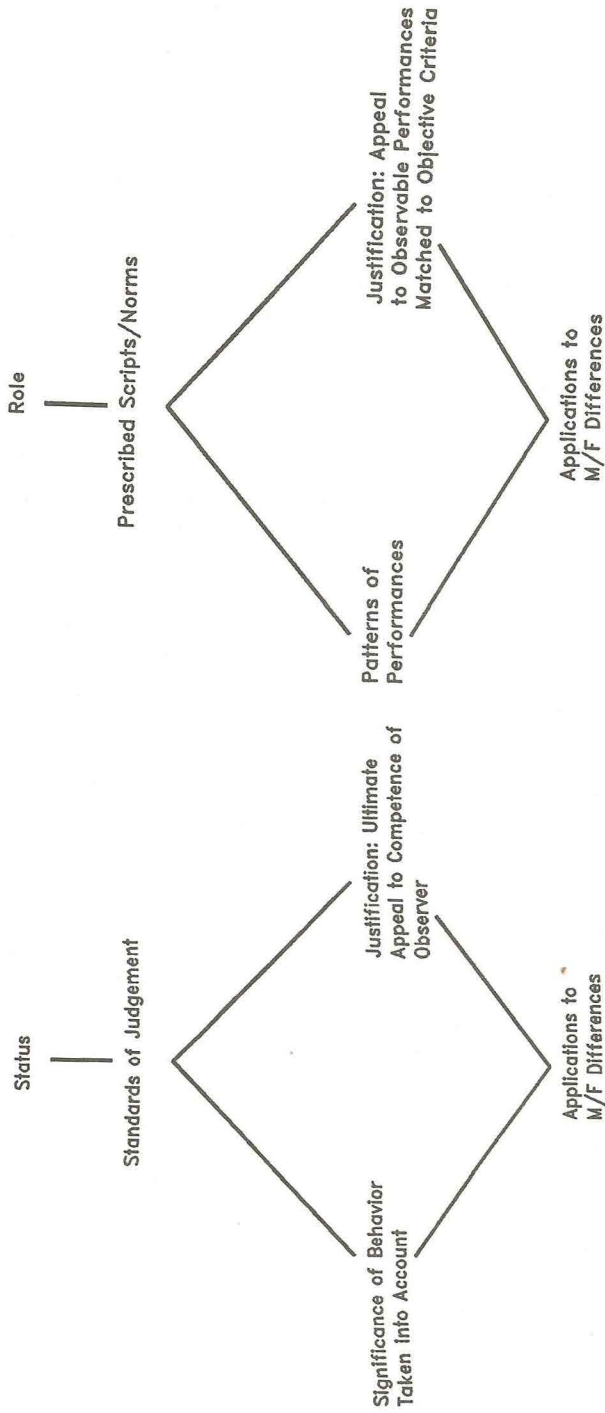 Status
Standards of Judgement
Significance of Behavior
Taken into Account
Justification: Ultimate
Appeal to Competence of
Observer
Applications to
M/F Differences
Role
Prescribed Scripts/Norms
Patterns of
Performances
Justification: Appeal
to Observable Performances
Matched to Objective Criteria
Applications to
M/F Differences